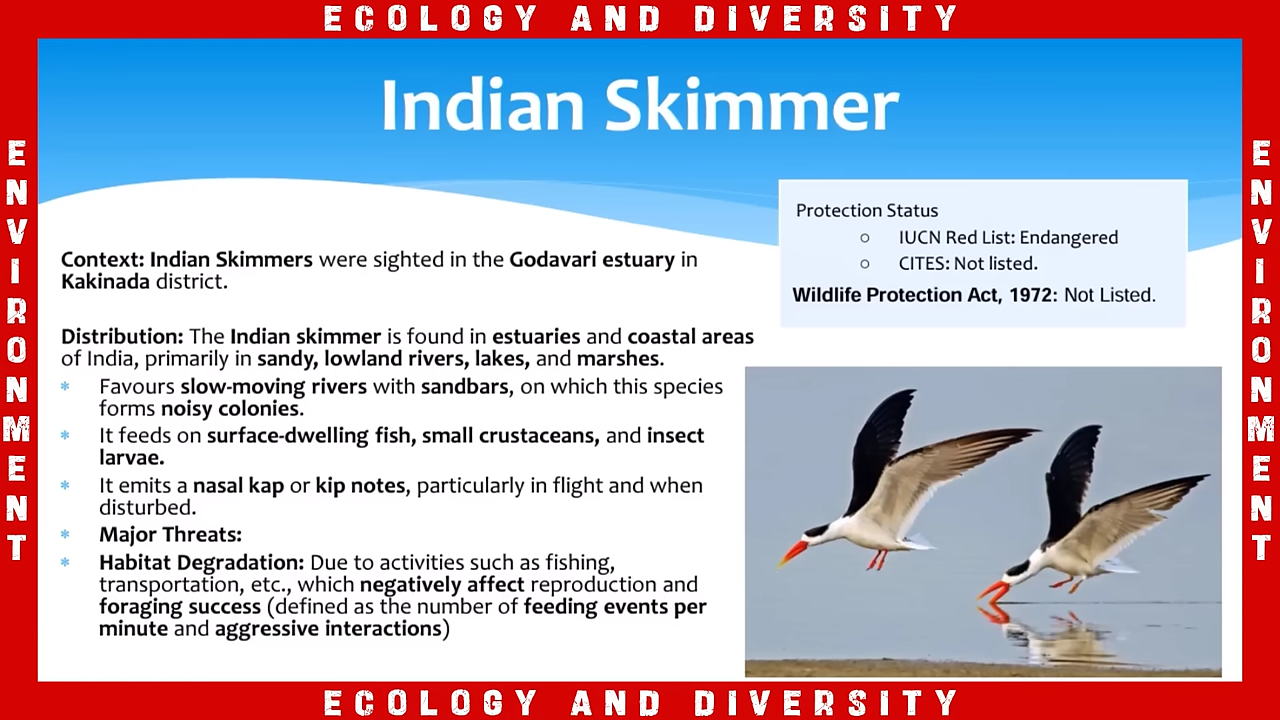 ECOLOGY AND DIVERSITY
ENVIRONMENT
ENVIRONMENT
Indian Skimmer
Protection Status
○ IUCN Red List: Endangered
○ CITES: Not listed.
Wildlife Protection Act, 1972: Not Listed.
Context: Indian Skimmers were sighted in the Godavari estuary in
Kakinada district.
Distribution: The Indian skimmer is found in estuaries and coastal areas
of India, primarily in sandy, lowland rivers, lakes, and marshes.
* Favours slow-moving rivers with sandbars, on which this species
forms noisy colonies.
* It feeds on surface-dwelling fish, small crustaceans, and insect
larvae.
* It emits a nasal kap or kip notes, particularly in flight and when
disturbed.
* Major Threats:
* Habitat Degradation: Due to activities such as fishing,
transportation, etc., which negatively affect reproduction and
foraging success (defined as the number of feeding events per
minute and aggressive interactions)
ECOLOGY AND DIVERSITY